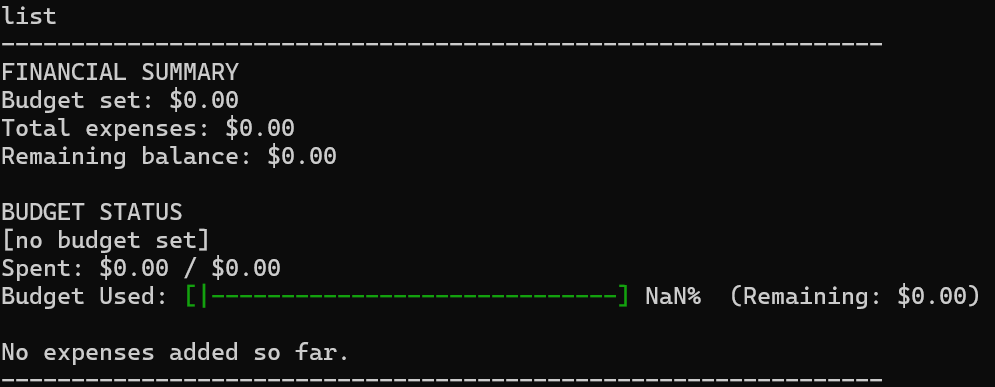 list
---------------------------------------------------------------
FINANCIAL SUMMARY
Budget set: $0.00
Total expenses: $0.00
Remaining balance: $0.00
BUDGET STATUS
[no budget set]
Spent: $0.00 / $0.00
Budget Used: [|-----------------------------] NaN%  (Remaining: $0.00)
No expenses added so far.
---------------------------------------------------------------